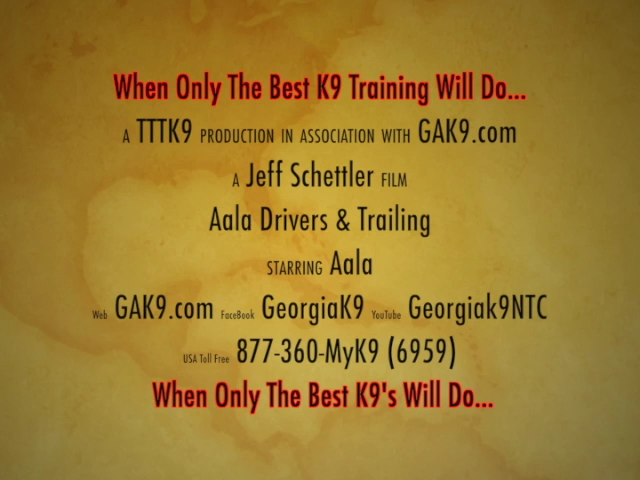 When Only The Best K9 Training Will Do...
A TTTK9 PRODUCTION IN ASSOCIATION WITH GAK9.com
A Jeff Schettler FILM
Aala Drivers & Trailing
STARRING Aala
Web GAK9.com FaceBook GeorgiaK9 YouTube Georgiak9NTC
USA Toll Free 877-360-MyK9 (6959)
When Only The Best K9's Will Do...